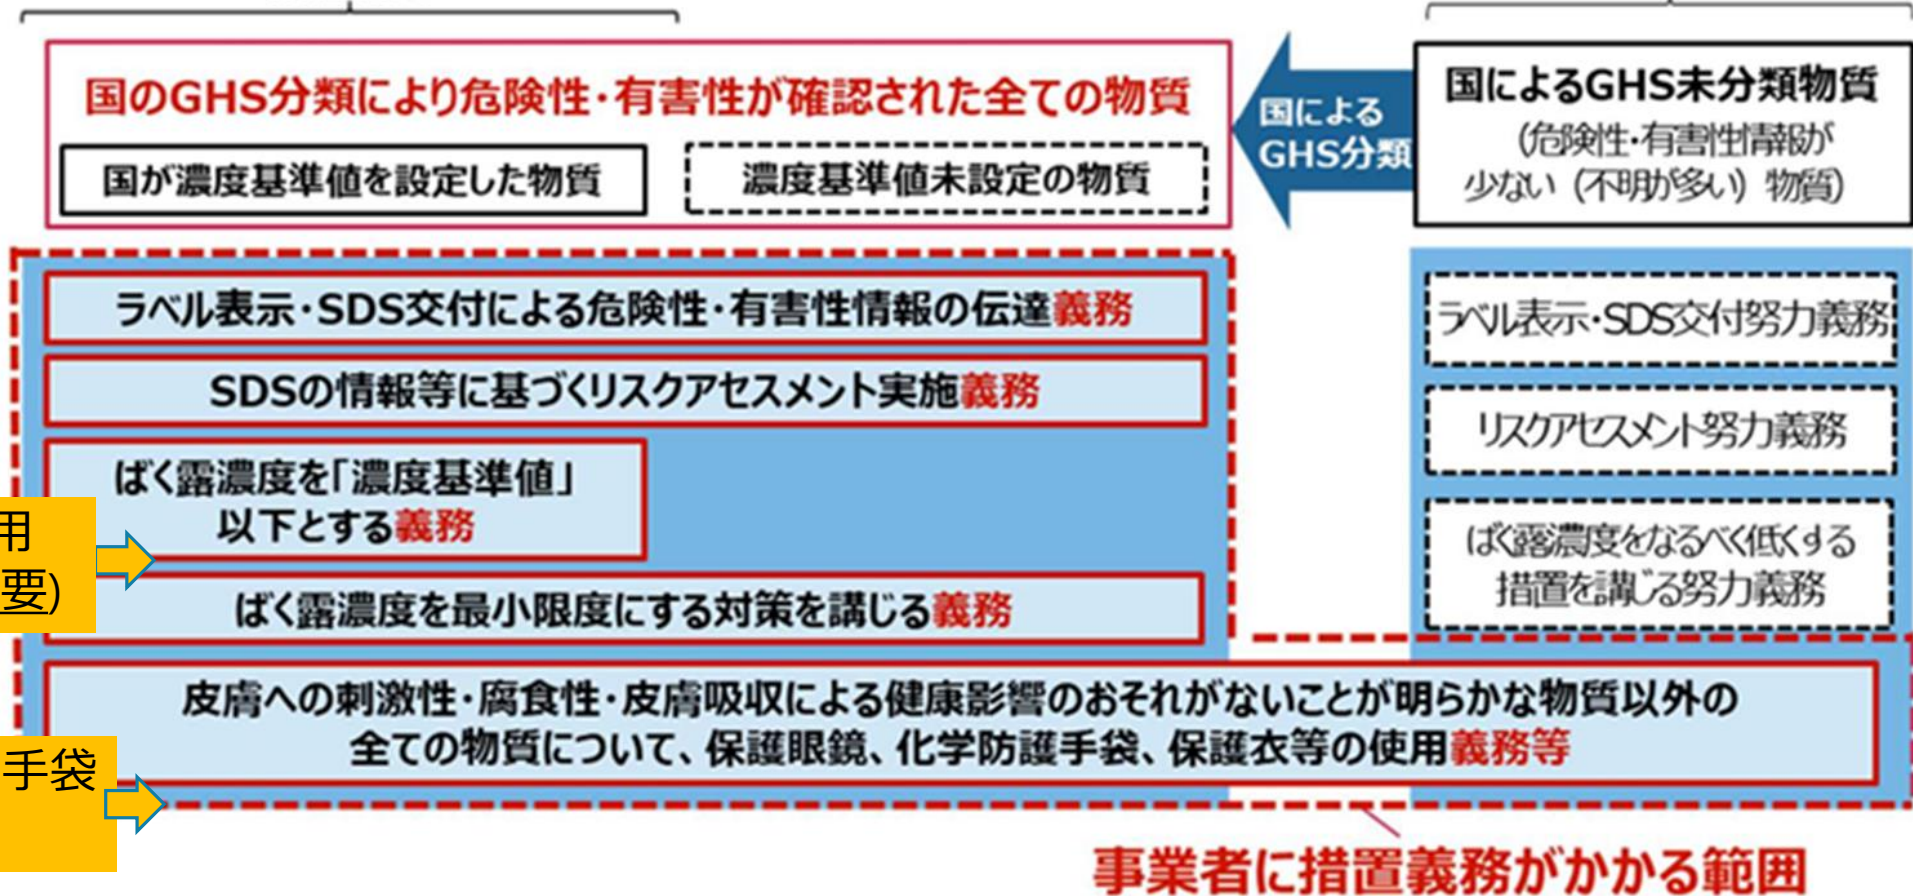 国のGHS分類により危険性・有害性が確認された全ての物質
国が濃度基準値を設定した物質
濃度基準値未設定の物質
国による
GHS分類
国によるGHS未分類物質
(危険性・有害性情報が
少ない (不明が多い) 物質)
ラベル表示・SDS交付による危険性・有害性情報の伝達義務
SDSの情報等に基づくリスクアセスメント実施義務
ばく露濃度を「濃度基準値」
以下とする義務
ばく露濃度を最小限度にする対策を講じる義務
皮膚への刺激性・腐食性・皮膚吸収による健康影響のおそれがないことが明らかな物質以外の
全ての物質について、保護眼鏡、化学防護手袋、保護衣等の使用義務等
ラベル表示・SDS交付努力義務
リスクアセスメント努力義務
ばく露濃度をなるべく低くする
措置を講じる努力義務
用
要)
手袋
事業者に措置義務がかかる範囲